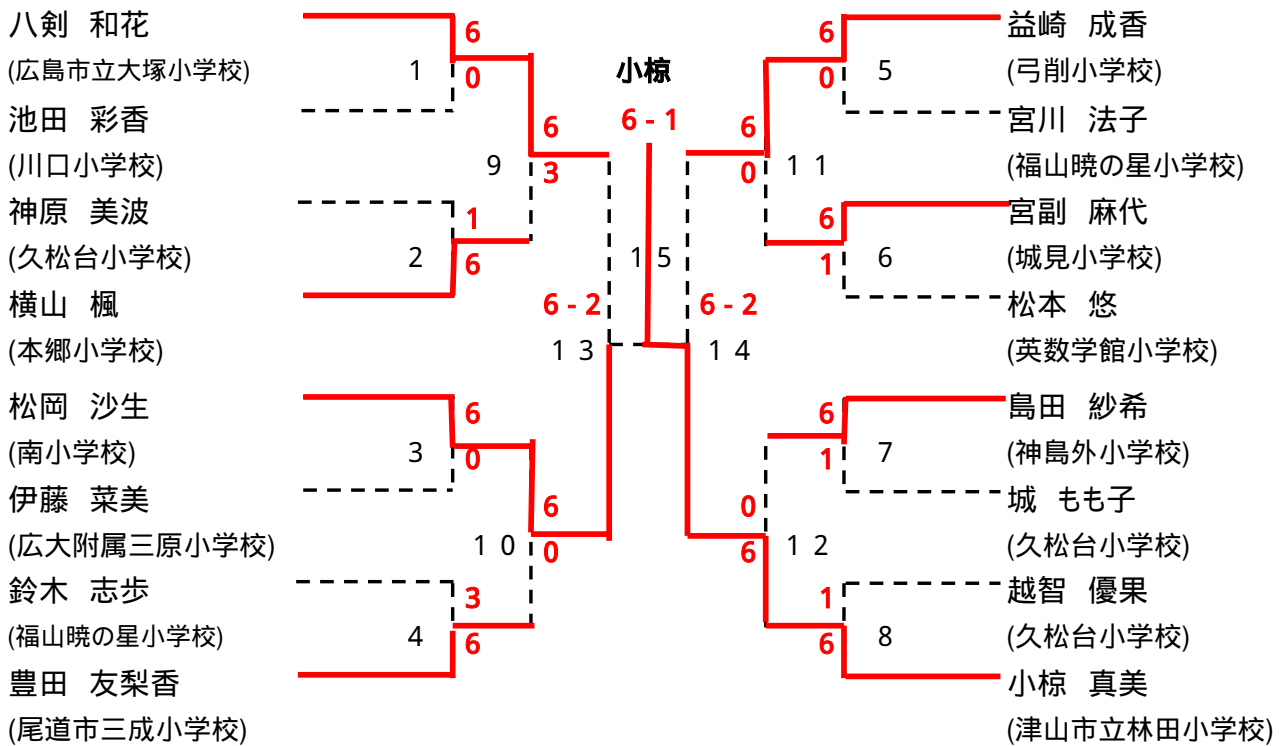 八剣 和花
(広島市立大塚小学校)
池田 彩香
(川口小学校)
神原 美波
(久松台小学校)
横山 楓
(本郷小学校)
松岡 沙生
(南小学校)
伊藤 菜美
(広大附属三原小学校)
鈴木 志歩
(福山暁の星小学校)
豊田 友梨香
(尾道市三成小学校)
1
6
0
2
1
6
3
6
0
4
3
6
9
6
3
10
6
0
6-2
13
小椋
6-1
15
6-2
14
6
0
11
0
6
12
6
0
5
6
1
6
6
1
7
1
6
8
益崎 成香
(弓削小学校)
宮川 法子
(福山暁の星小学校)
宮副 麻代
(城見小学校)
松本 悠
(英数学館小学校)
島田 紗希
(神島外小学校)
城 もも子
(久松台小学校)
越智 優果
(久松台小学校)
小椋 真美
(津山市立林田小学校)